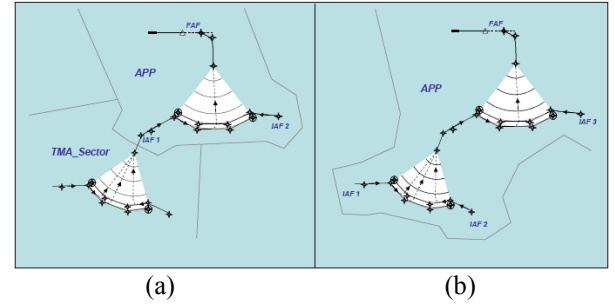 FAF
APP
IAF 2
IAF 1
TMA_Sector
FAF
APP
IAF 3
IAF 1
IAF 2
(a)
(b)